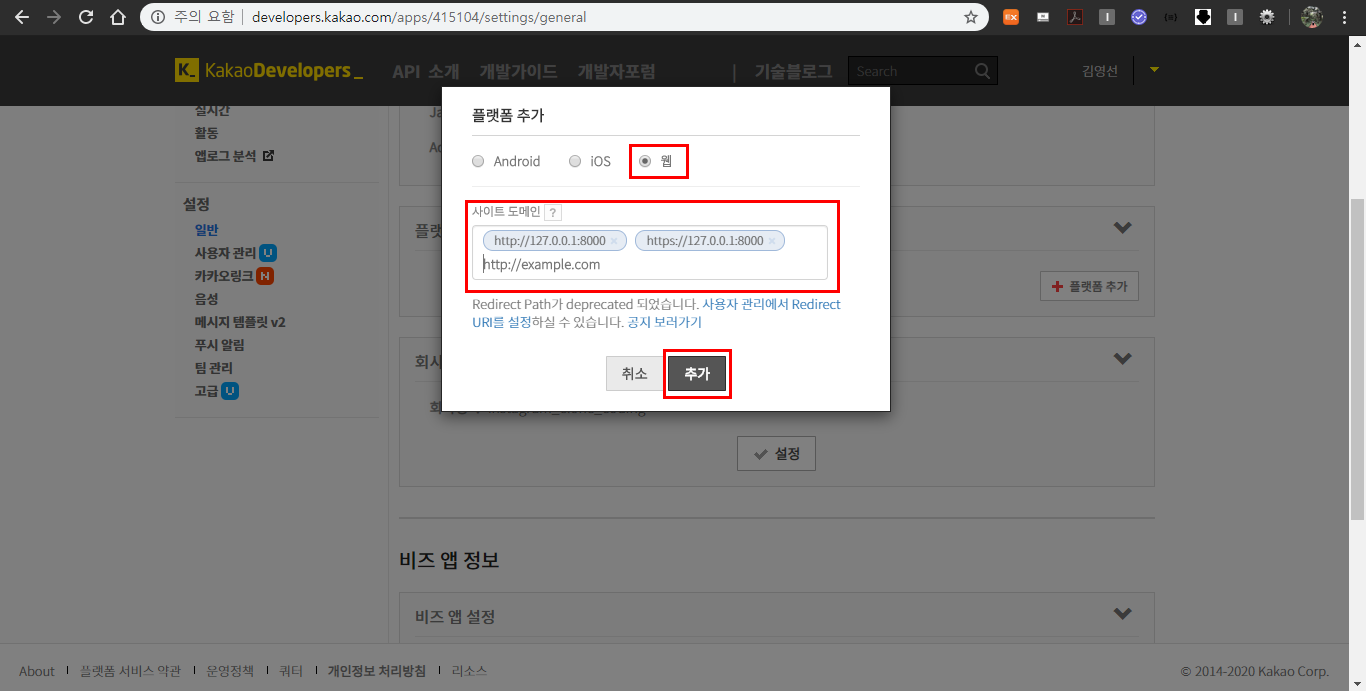 주의 요함 developers.kakao.com/apps/415104/settings/general
K_ KakaoDevelopers_ API 소개 개발가이드 개발자포럼 기술블로그 Search 김영선
실시간
활동
앱로그 분석
설정
일반
사용자 관리 U
카카오링크 N
음성
메시지 템플릿 v2
푸시 알림
팀 관리
고급 U
플랫폼 추가
Android iOS 웹
사이트 도메인 ?
http://127.0.0.1:8000 × https://127.0.0.1:8000 ×
http://example.com
Redirect Path가 deprecated 되었습니다. 사용자 관리에서 Redirect
URI를 설정하실 수 있습니다. 공지 보러가기
취소 추가
+ 플랫폼 추가
회사
설정
비즈 앱 정보
비즈 앱 설정
About 플랫폼 서비스 약관 운영정책 쿼터 개인정보 처리방침 리소스 © 2014-2020 Kakao Corp.